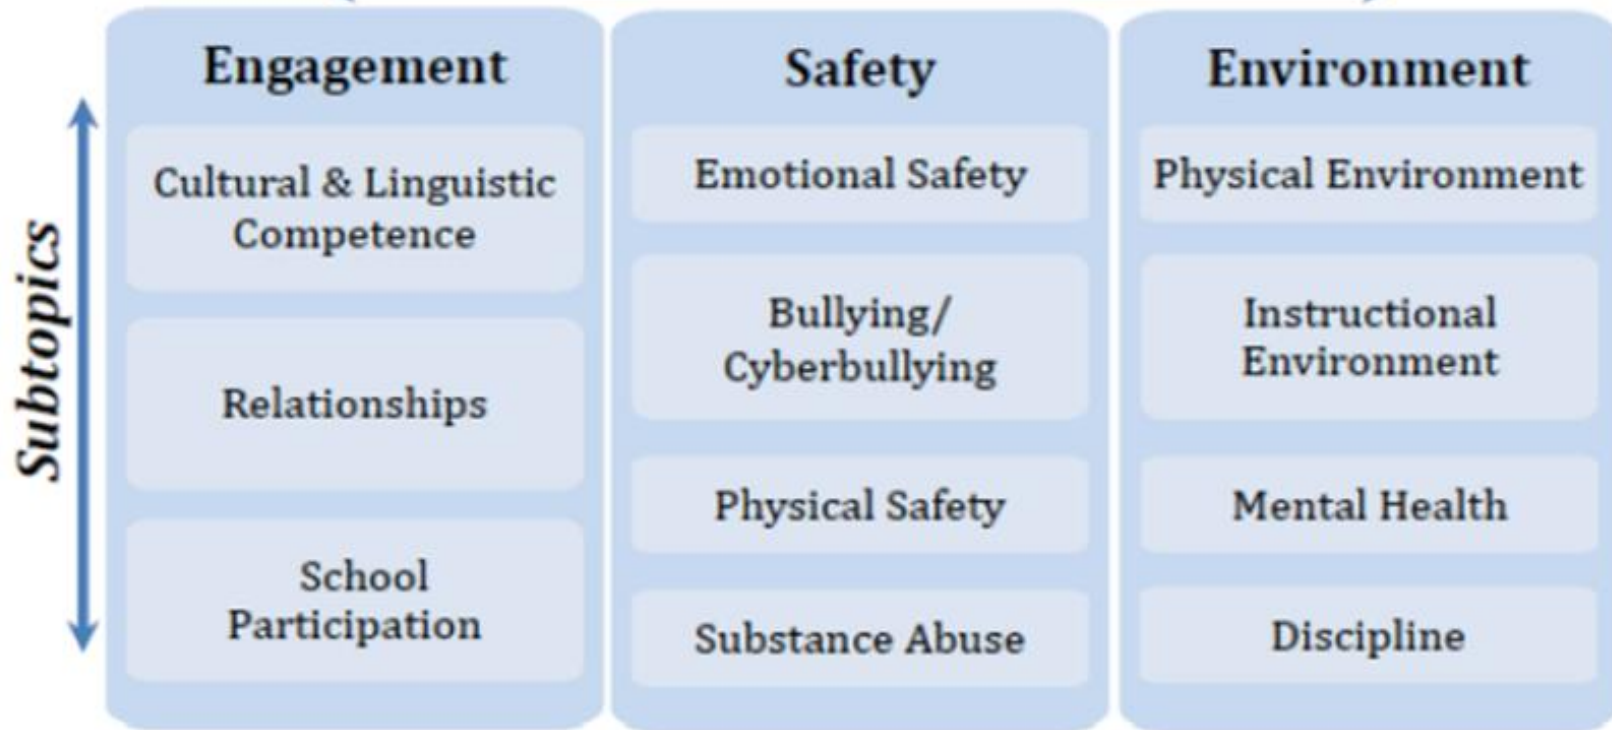 Engagement
Cultural & Linguistic
Competence
Relationships
School
Participation
Safety
Emotional Safety
Bullying/
Cyberbullying
Physical Safety
Substance Abuse
Environment
Physical Environment
Instructional
Environment
Mental Health
Discipline
Subtopics